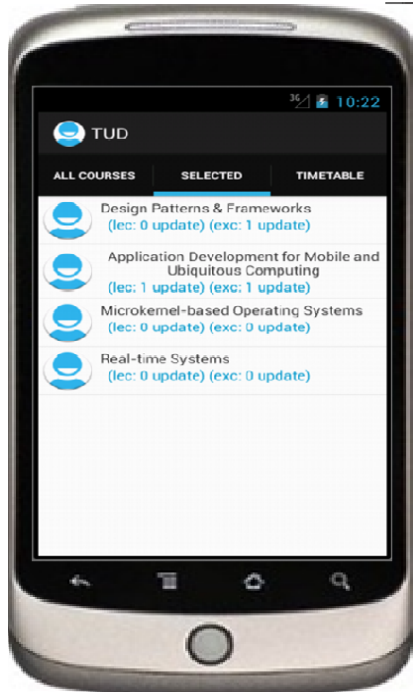 3G 10:22
TUD
ALL COURSES SELECTED TIMETABLE
Design Patterns & Frameworks
(lec: 0 update) (exc: 1 update)
Application Development for Mobile and
Ubiquitous Computing
(lec: 1 update) (exc: 1 update)
Microkernel-based Operating Systems
(lec: 0 update) (exc: 0 update)
Real-time Systems
(lec: 0 update) (exc: 0 update)